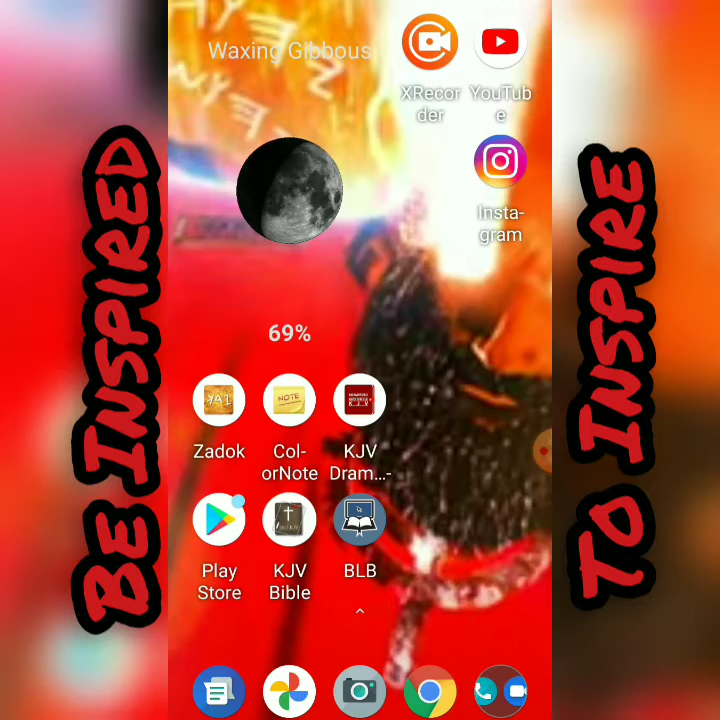 BE INSPIRED
Waxing Gibbous
XRecor
der
YouTub
e
Insta-
gram
69%
Zadok
Col-
orNote
KJV
Dram...-
NOTE
Play
Store
KJV
Bible
BLB
TO INSPIRE